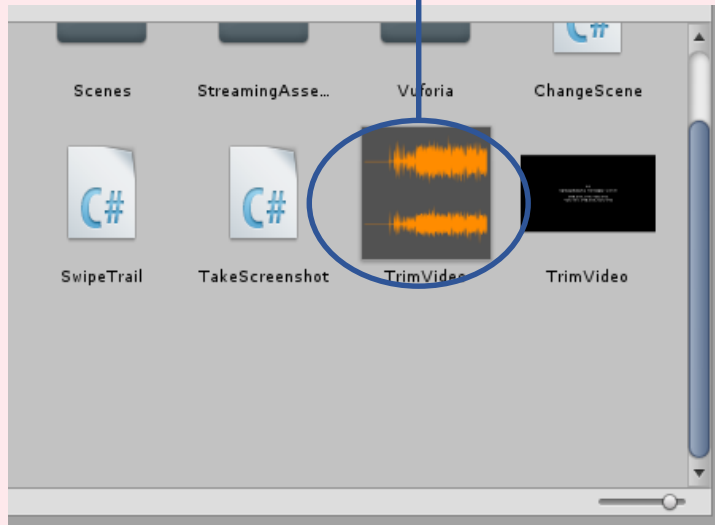 C#
Scenes
StreamingAsse...
Vuforia
ChangeScene
C#
C#
SwipeTrail
TakeScreenshot
TrimVideo
TrimVideo